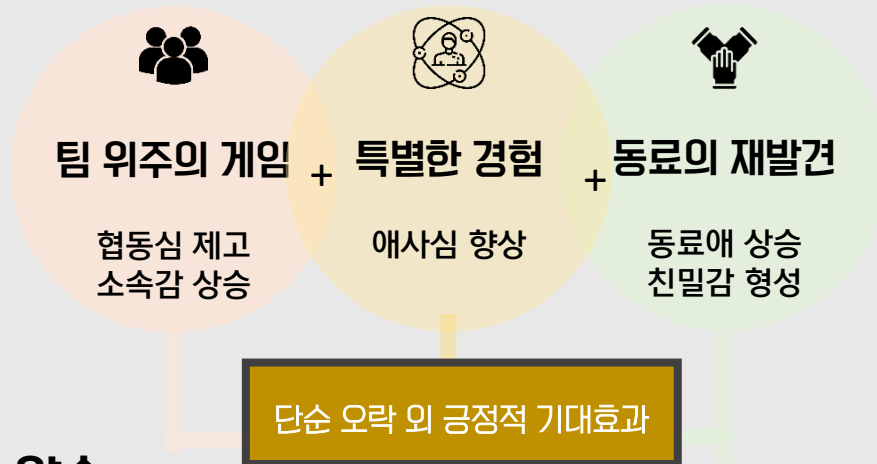 팀 위주의 게임 + 특별한 경험 + 동료의 재발견
협동심 제고
소속감 상승
애사심 향상
동료애 상승
친밀감 형성
단순 오락 외 긍정적 기대효과